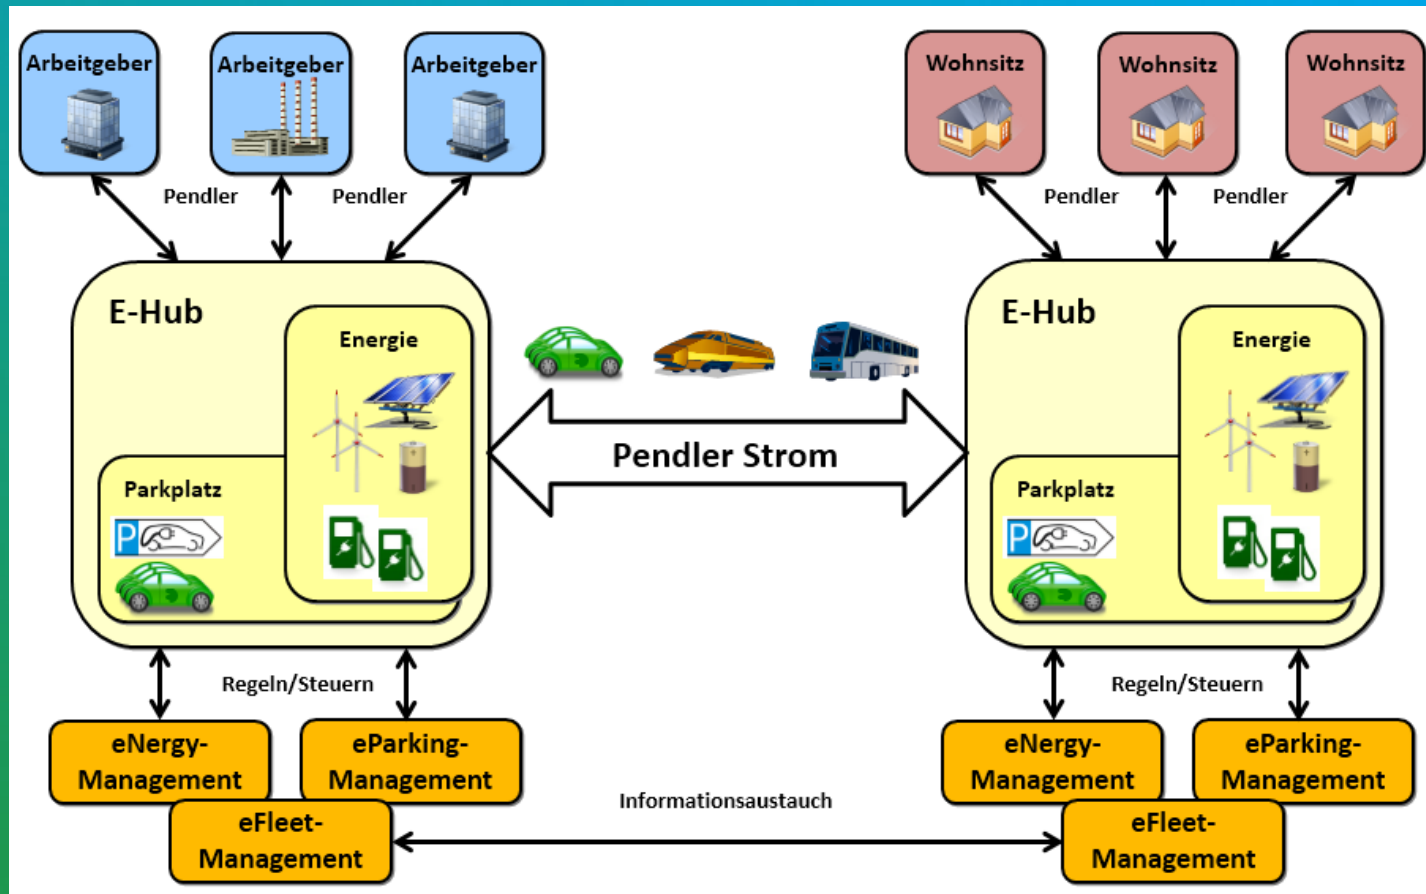 Arbeitgeber
Arbeitgeber
Arbeitgeber
Wohnsitz
Wohnsitz
Wohnsitz
Pendler
Pendler
Pendler
Pendler
E-Hub
Energie
Parkplatz
P
Pendler Strom
E-Hub
Energie
Parkplatz
P
Regeln/Steuern
Regeln/Steuern
eNergy-
Management
eParking-
Management
eFleet-
Management
Informationsaustauch
eNergy-
Management
eParking-
Management
eFleet-
Management